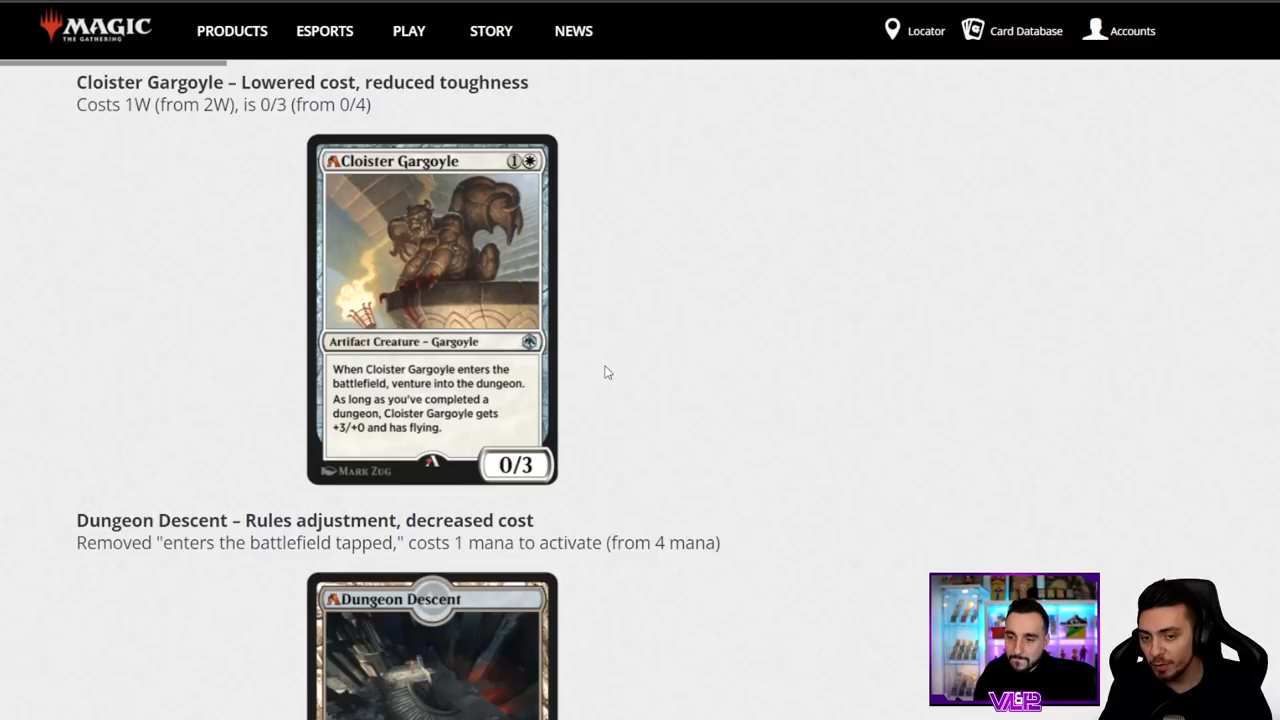 MAGIC
THE GATHERING
PRODUCTS
ESPORTS
PLAY
STORY
NEWS
Locator
Card Database
Accounts
Cloister Gargoyle – Lowered cost, reduced toughness
Costs 1W (from 2W), is 0/3 (from 0/4)
Cloister Gargoyle
1
Artifact Creature – Gargoyle
When Cloister Gargoyle enters the
battlefield, venture into the dungeon.
As long as you've completed a
dungeon, Cloister Gargoyle gets
+3/+0 and has flying.
0/3
MARK ZUG
Dungeon Descent – Rules adjustment, decreased cost
Removed "enters the battlefield tapped," costs 1 mana to activate (from 4 mana)
Dungeon Descent